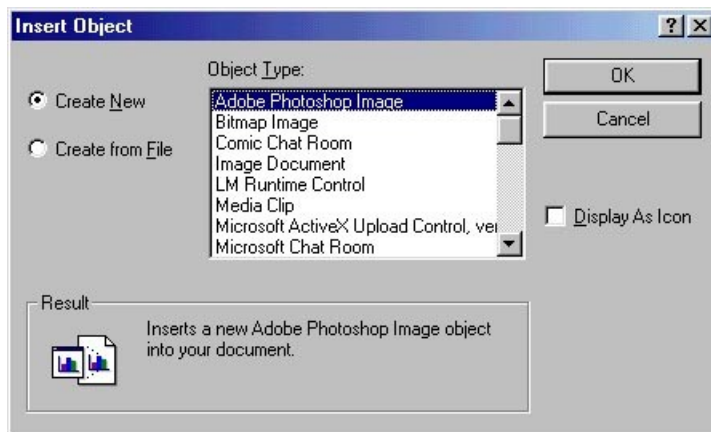 Insert Object
Create New
Create from File
Object Type:
Adobe Photoshop Image
Bitmap Image
Comic Chat Room
Image Document
LM Runtime Control
Media Clip
Microsoft ActiveX Upload Control, ver
Microsoft Chat Room
OK
Cancel
Display As Icon
Result
Inserts a new Adobe Photoshop Image object
into your document.